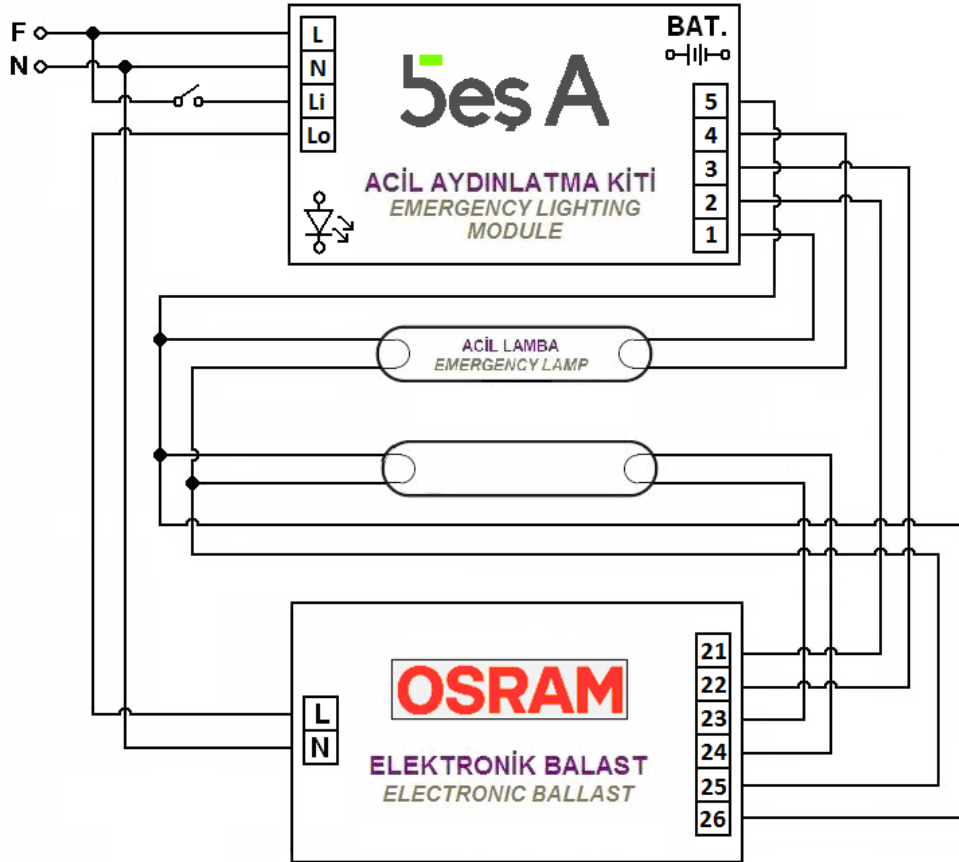 F
N
L
N
Li
Lo
beş A
BAT.
5
4
3
2
1
ACİL AYDINLATMA KİTİ
EMERGENCY LIGHTING
MODULE
ACİL LAMBA
EMERGENCY LAMP
L
N
OSRAM
ELEKTRONİK BALAST
ELECTRONIC BALLAST
21
22
23
24
25
26